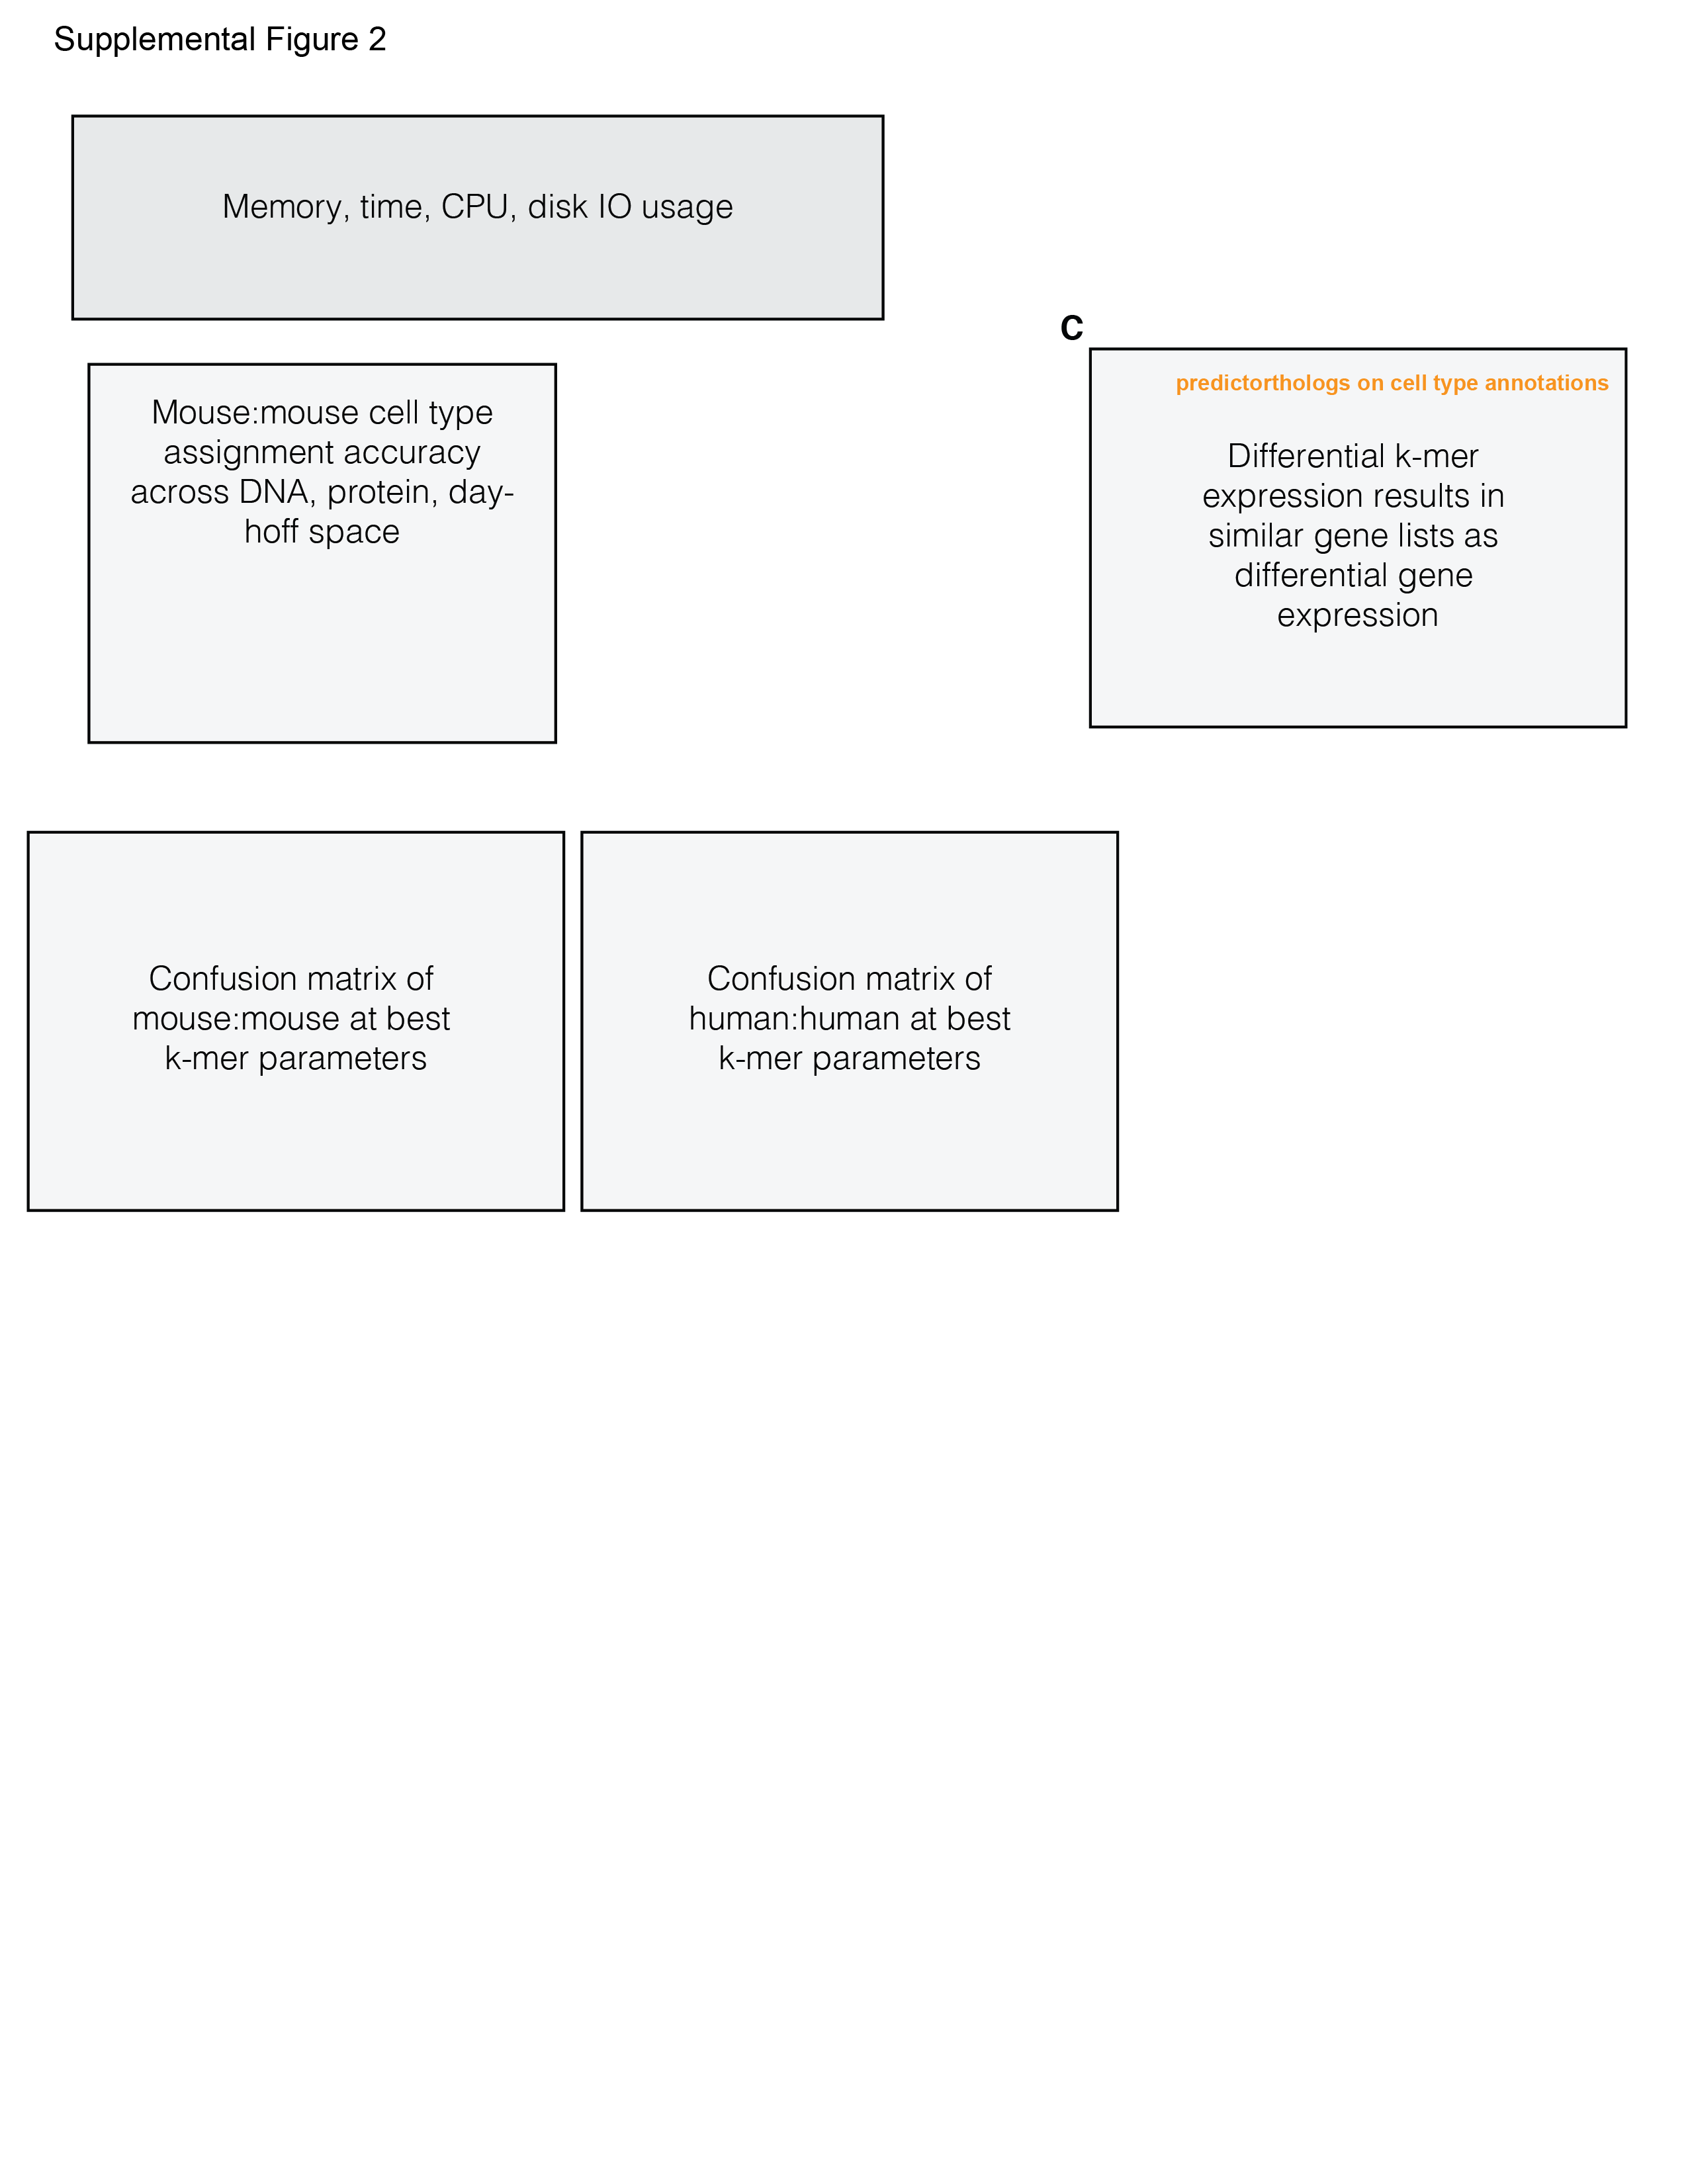 Supplemental Figure 2
Memory, time, CPU, disk IO usage
Mouse:mouse cell type
assignment accuracy
across DNA, protein, day-
hoff space
C
predictorthologs on cell type annotations
Differential k-mer
expression results in
similar gene lists as
differential gene
expression
Confusion matrix of
mouse:mouse at best
k-mer parameters
Confusion matrix of
human:human at best
k-mer parameters